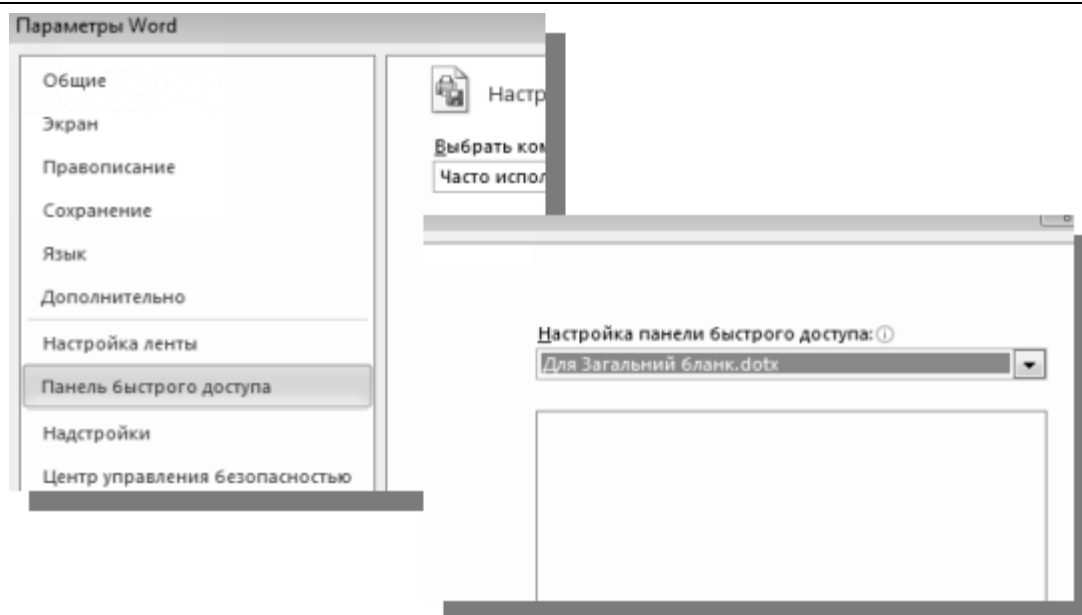 Параметры Word
Общие
Экран
Правописание
Сохранение
Язык
Дополнительно
Настройка ленты
Панель быстрого доступа
Надстройки
Центр управления безопасностью
Настр
Выбрать ком
Часто испол
Настройка панели быстрого доступа:
Для Загальний бланк.dotx